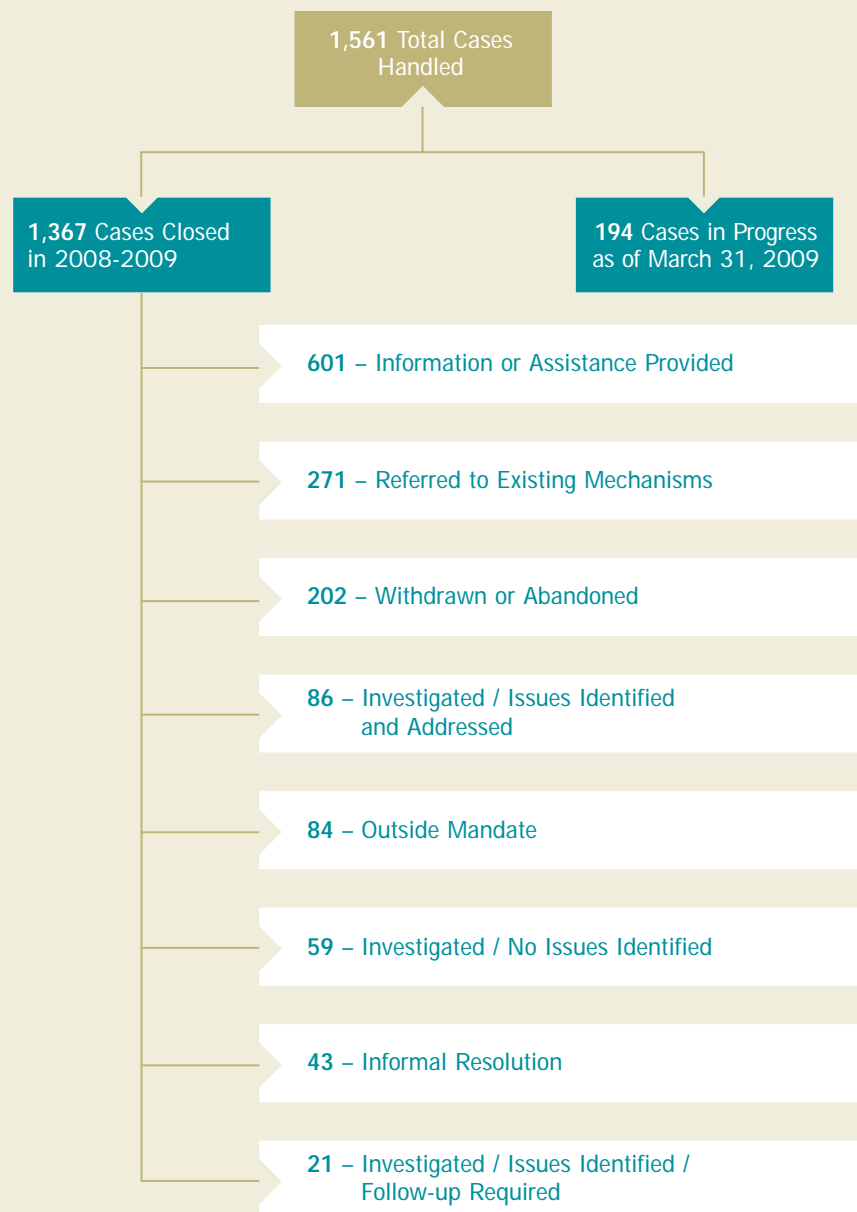 1,561 Total Cases
Handled
1,367 Cases Closed
in 2008-2009
194 Cases in Progress
as of March 31, 2009
601 – Information or Assistance Provided
271 – Referred to Existing Mechanisms
202 – Withdrawn or Abandoned
86 – Investigated / Issues Identified
and Addressed
84 – Outside Mandate
59 – Investigated / No Issues Identified
43 – Informal Resolution
21 – Investigated / Issues Identified /
Follow-up Required